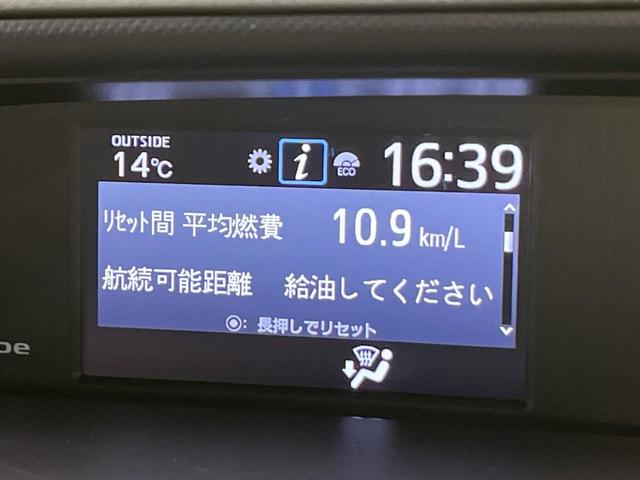 OUTSIDE
14℃
i
ECO
16:39
ﾘｾｯﾄ間 平均燃費 10.9 km/L
航続可能距離 給油してください
◉: 長押しでリセット